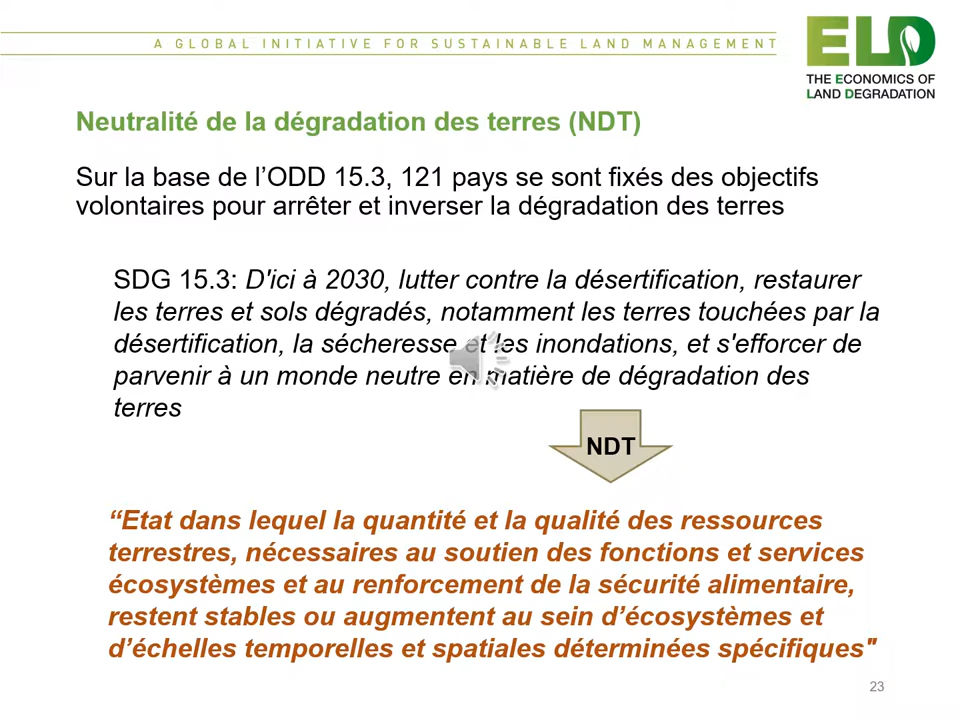 A GLOBAL INITIATIVE FOR SUSTAINABLE LAND MANAGEMENT
ELD
THE ECONOMICS OF
LAND DEGRADATION
Neutralité de la dégradation des terres (NDT)
Sur la base de l’ODD 15.3, 121 pays se sont fixés des objectifs
volontaires pour arrêter et inverser la dégradation des terres
SDG 15.3: D'ici à 2030, lutter contre la désertification, restaurer
les terres et sols dégradés, notamment les terres touchées par la
désertification, la sécheresse et les inondations, et s'efforcer de
parvenir à un monde neutre en matière de dégradation des
terres
NDT
“Etat dans lequel la quantité et la qualité des ressources
terrestres, nécessaires au soutien des fonctions et services
écosystèmes et au renforcement de la sécurité alimentaire,
restent stables ou augmentent au sein d’écosystèmes et
d’échelles temporelles et spatiales déterminées spécifiques"
23